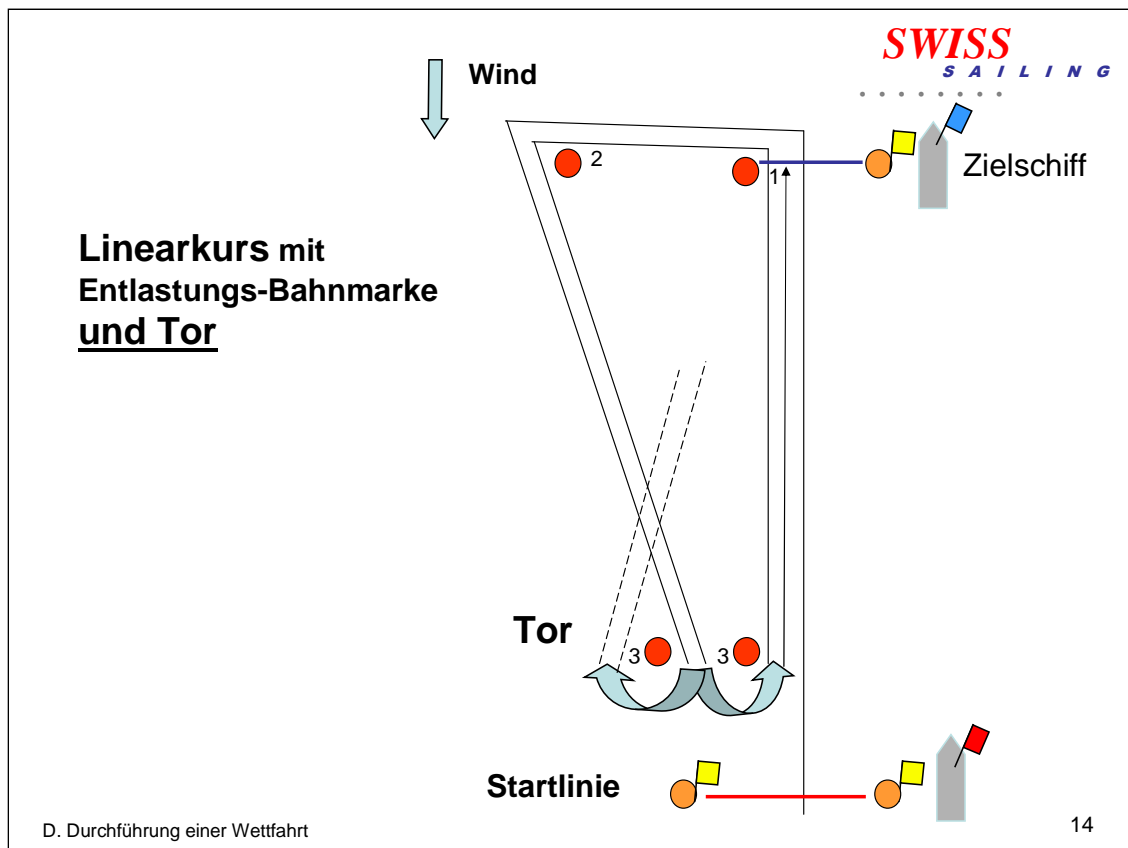 SWISS
SAILING
Wind
2
1
Zielschiff
Linearkurs mit
Entlastungs-Bahnmarke
und Tor
Tor
3
3
Startlinie
D. Durchführung einer Wettfahrt
14